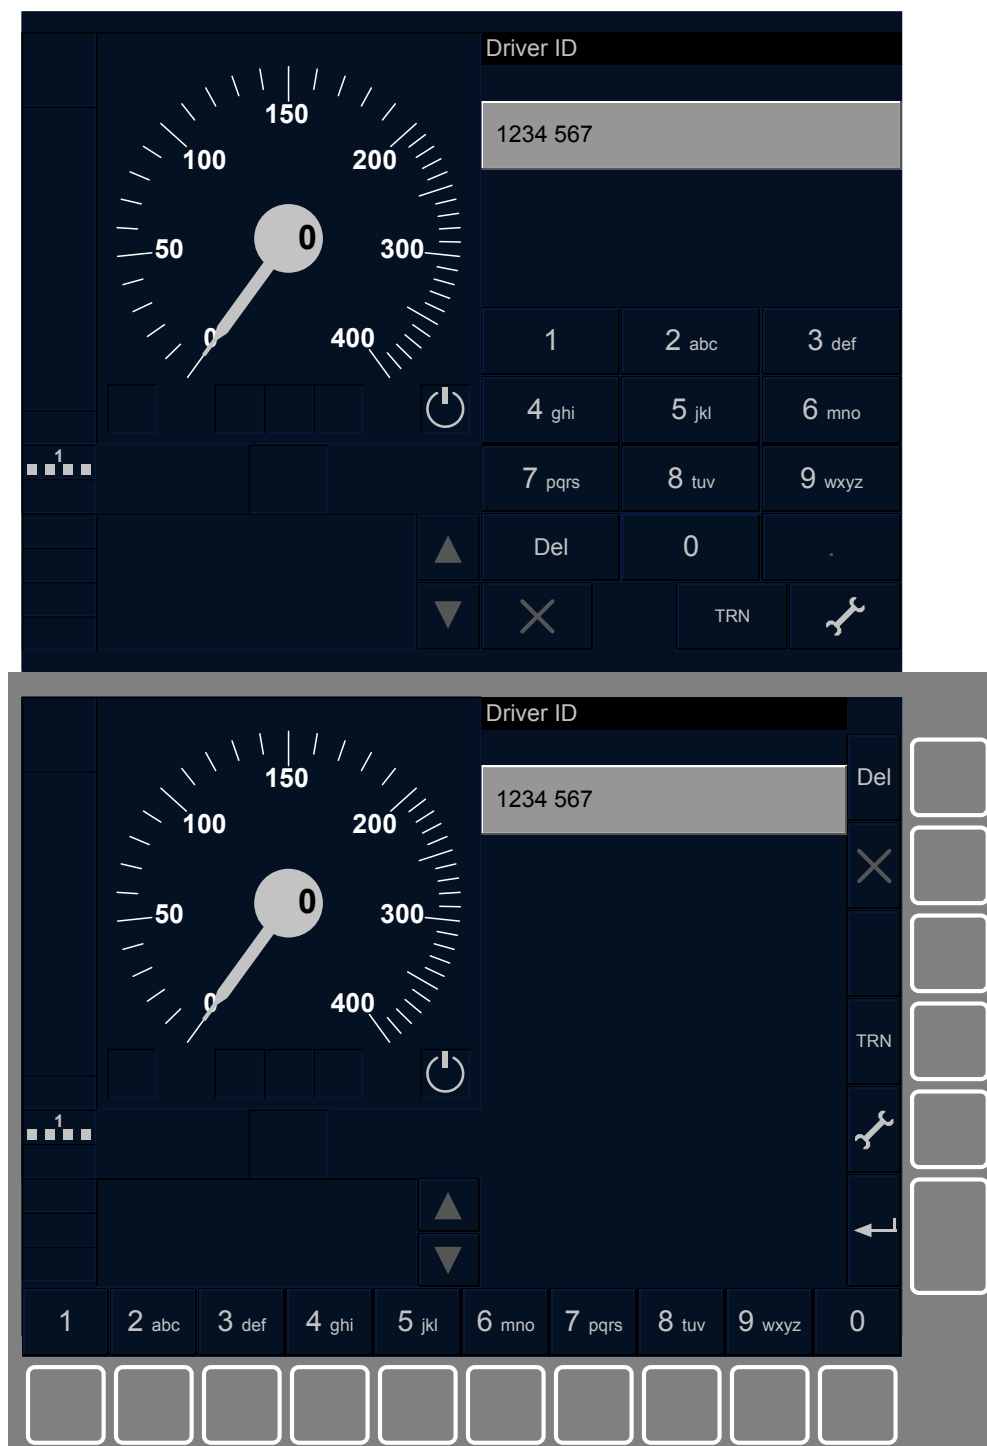 Driver ID
1234 567
150
100
200
50
0
300
0
400
1
2 abc
3 def
4 ghi
5 jkl
6 mno
7 pqrs
8 tuv
9 wxyz
Del
0
.
TRN
1
Driver ID
1234 567
Del
150
100
200
50
0
300
0
400
TRN
1
1
2 abc
3 def
4 ghi
5 jkl
6 mno
7 pqrs
8 tuv
9 wxyz
0